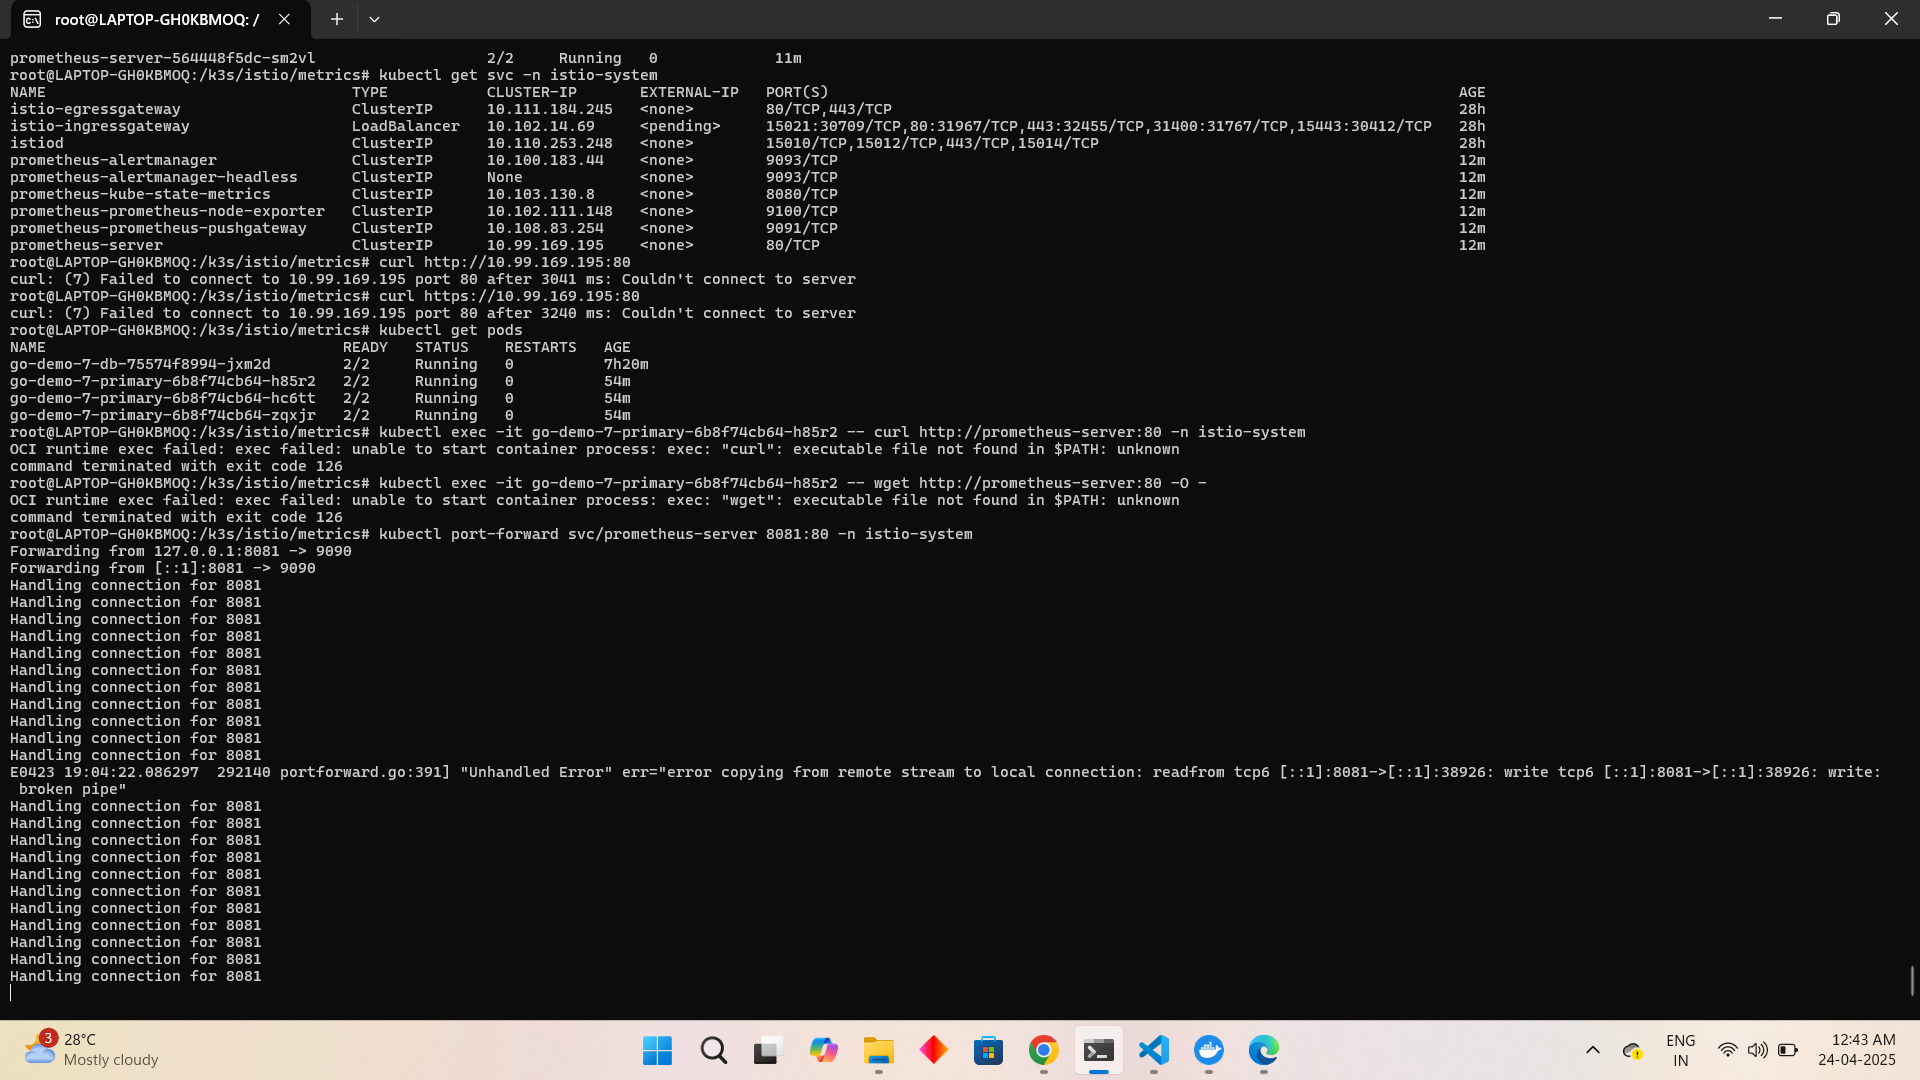 root@LAPTOP-GH0KBMOQ: /
prometheus-server-564448f5dc-sm2vl 2/2 Running 0 11m
root@LAPTOP-GH0KBMOQ:/k3s/istio/metrics# kubectl get svc -n istio-system
NAME TYPE CLUSTER-IP EXTERNAL-IP PORT(S) AGE
istio-egressgateway ClusterIP 10.111.184.245 <none> 80/TCP,443/TCP 28h
istio-ingressgateway LoadBalancer 10.102.14.69 <pending> 15021:30709/TCP,80:31967/TCP,443:32455/TCP,31400:31767/TCP,15443:30412/TCP 28h
istiod ClusterIP 10.110.253.248 <none> 15010/TCP,15012/TCP,443/TCP,15014/TCP 28h
prometheus-alertmanager ClusterIP 10.100.183.44 <none> 9093/TCP 12m
prometheus-alertmanager-headless ClusterIP None <none> 9093/TCP 12m
prometheus-kube-state-metrics ClusterIP 10.103.130.8 <none> 8080/TCP 12m
prometheus-prometheus-node-exporter ClusterIP 10.102.111.148 <none> 9100/TCP 12m
prometheus-prometheus-pushgateway ClusterIP 10.108.83.254 <none> 9091/TCP 12m
prometheus-server ClusterIP 10.99.169.195 <none> 80/TCP 12m
root@LAPTOP-GH0KBMOQ:/k3s/istio/metrics# curl http://10.99.169.195:80
curl: (7) Failed to connect to 10.99.169.195 port 80 after 3041 ms: Couldn't connect to server
root@LAPTOP-GH0KBMOQ:/k3s/istio/metrics# curl https://10.99.169.195:80
curl: (7) Failed to connect to 10.99.169.195 port 80 after 3240 ms: Couldn't connect to server
root@LAPTOP-GH0KBMOQ:/k3s/istio/metrics# kubectl get pods
NAME READY STATUS RESTARTS AGE
go-demo-7-db-75574f8994-jxm2d 2/2 Running 0 7h20m
go-demo-7-primary-6b8f74cb64-h85r2 2/2 Running 0 54m
go-demo-7-primary-6b8f74cb64-hc6tt 2/2 Running 0 54m
go-demo-7-primary-6b8f74cb64-zqxjr 2/2 Running 0 54m
root@LAPTOP-GH0KBMOQ:/k3s/istio/metrics# kubectl exec -it go-demo-7-primary-6b8f74cb64-h85r2 -- curl http://prometheus-server:80 -n istio-system
OCI runtime exec failed: exec failed: unable to start container process: exec: "curl": executable file not found in $PATH: unknown
command terminated with exit code 126
root@LAPTOP-GH0KBMOQ:/k3s/istio/metrics# kubectl exec -it go-demo-7-primary-6b8f74cb64-h85r2 -- wget http://prometheus-server:80 -O -
OCI runtime exec failed: exec failed: unable to start container process: exec: "wget": executable file not found in $PATH: unknown
command terminated with exit code 126
root@LAPTOP-GH0KBMOQ:/k3s/istio/metrics# kubectl port-forward svc/prometheus-server 8081:80 -n istio-system
Forwarding from 127.0.0.1:8081 -> 9090
Forwarding from [::1]:8081 -> 9090
Handling connection for 8081
Handling connection for 8081
Handling connection for 8081
Handling connection for 8081
Handling connection for 8081
Handling connection for 8081
Handling connection for 8081
Handling connection for 8081
Handling connection for 8081
Handling connection for 8081
Handling connection for 8081
E0423 19:04:22.086297 292140 portforward.go:391] "Unhandled Error" err="error copying from remote stream to local connection: readfrom tcp6 [::1]:8081->[::1]:38926: write tcp6 [::1]:8081->[::1]:38926: write:
broken pipe"
Handling connection for 8081
Handling connection for 8081
Handling connection for 8081
Handling connection for 8081
Handling connection for 8081
Handling connection for 8081
Handling connection for 8081
Handling connection for 8081
Handling connection for 8081
Handling connection for 8081
Handling connection for 8081
3
28°C
Mostly cloudy
ENG
IN
12:43 AM
24-04-2025